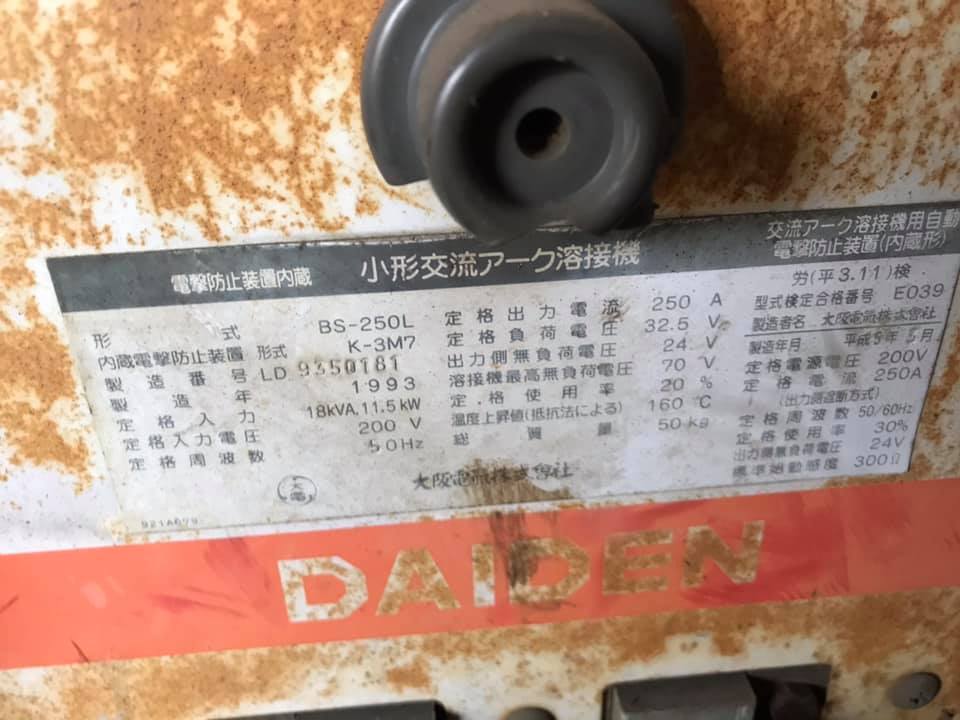 電撃防止装置内蔵
小形交流アーク溶接機
交流アーク溶接機用自動
電撃防止装置(内蔵形)
形式 BS-250L
内蔵電撃防止装置 形式 K-3M7
製造番号 LD 9350181
製造年 1993
定格入力 18kVA, 11.5kW
定格入力電圧 200 V
定格周波数 50Hz
定格出力電流 250 A
定格負荷電圧 32.5 V
出力側無負荷電圧 24 V
溶接機最高無負荷電圧 70 V
定格使用率 20 %
温度上昇値(抵抗法による) 160 ℃
総質量 50 kg
労(平3.11)検
型式検定合格番号 E039
製造者名 大阪電気株式會社
製造年月 平成5年5月
定格電源電圧 200V
定格電流 250A
(出力側遮断方式)
定格周波数 50/60Hz
定格使用率 30%
出力側無負荷電圧 24V
標準始動感度 300Ω
大電
大阪電気株式會社
921A679
DAIDEN